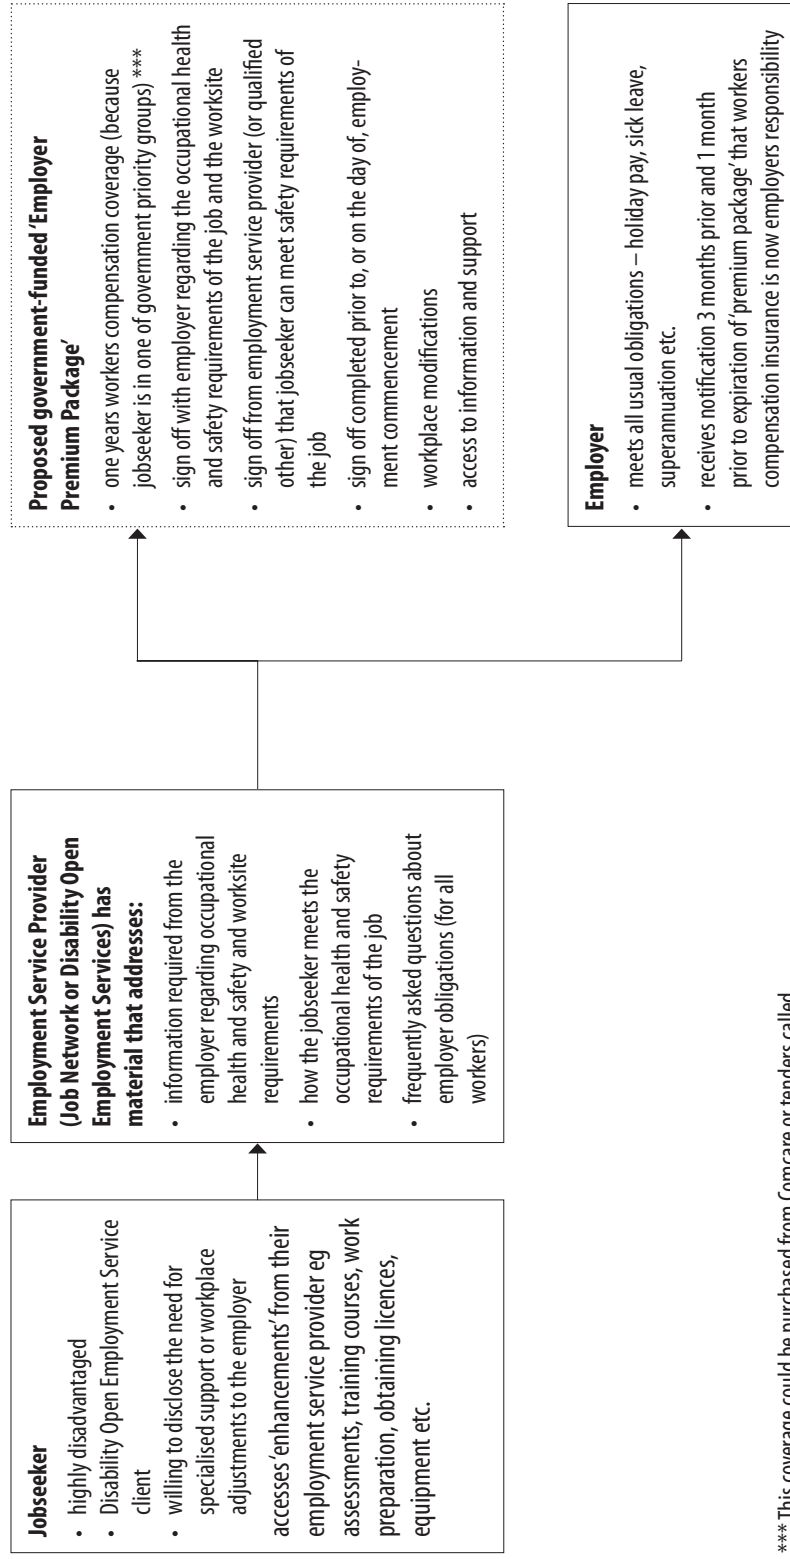 Jobseeker
• highly disadvantaged
• Disability Open Employment Service
client
• willing to disclose the need for
specialised support or workplace
adjustments to the employer
accesses ‘enhancements’ from their
employment service provider eg
assessments, training courses, work
preparation, obtaining licences,
equipment etc.
Employment Service Provider
(Job Network or Disability Open
Employment Services) has
material that addresses:
• information required from the
employer regarding occupational
health and safety and worksite
requirements
• how the jobseeker meets the
occupational health and safety
requirements of the job
• frequently asked questions about
employer obligations (for all
workers)
Proposed government-funded ‘Employer
Premium Package’
• one years workers compensation coverage (because
jobseeker is in one of government priority groups) ***
• sign off with employer regarding the occupational health
and safety requirements of the job and the worksite
• sign off from employment service provider (or qualified
other) that jobseeker can meet safety requirements of
the job
• sign off completed prior to, or on the day of, employ-
ment commencement
• workplace modifications
• access to information and support
Employer
• meets all usual obligations – holiday pay, sick leave,
superannuation etc.
• receives notification 3 months prior and 1 month
prior to expiration of ‘premium package’ that workers
compensation insurance is now employers responsibility
*** This coverage could be purchased from Comcare or tenders called